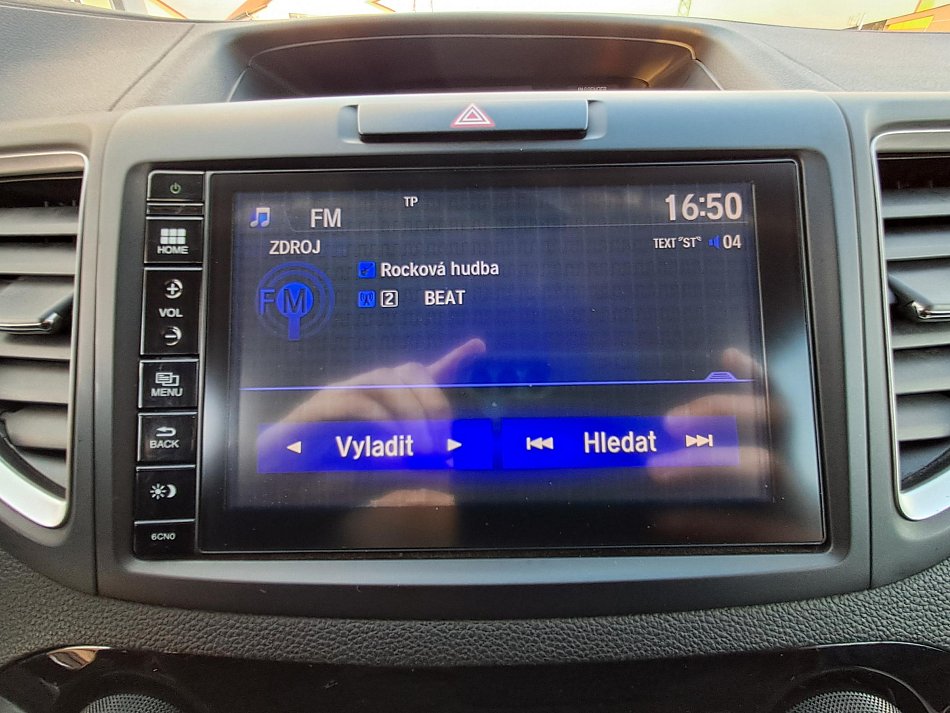 PASSENGER
FM
TP
16:50
ZDROJ
TEXT "ST" 04
HOME
Rocková hudba
FM
2 BEAT
VOL
MENU
BACK
Vyladit
Hledat
6CN0